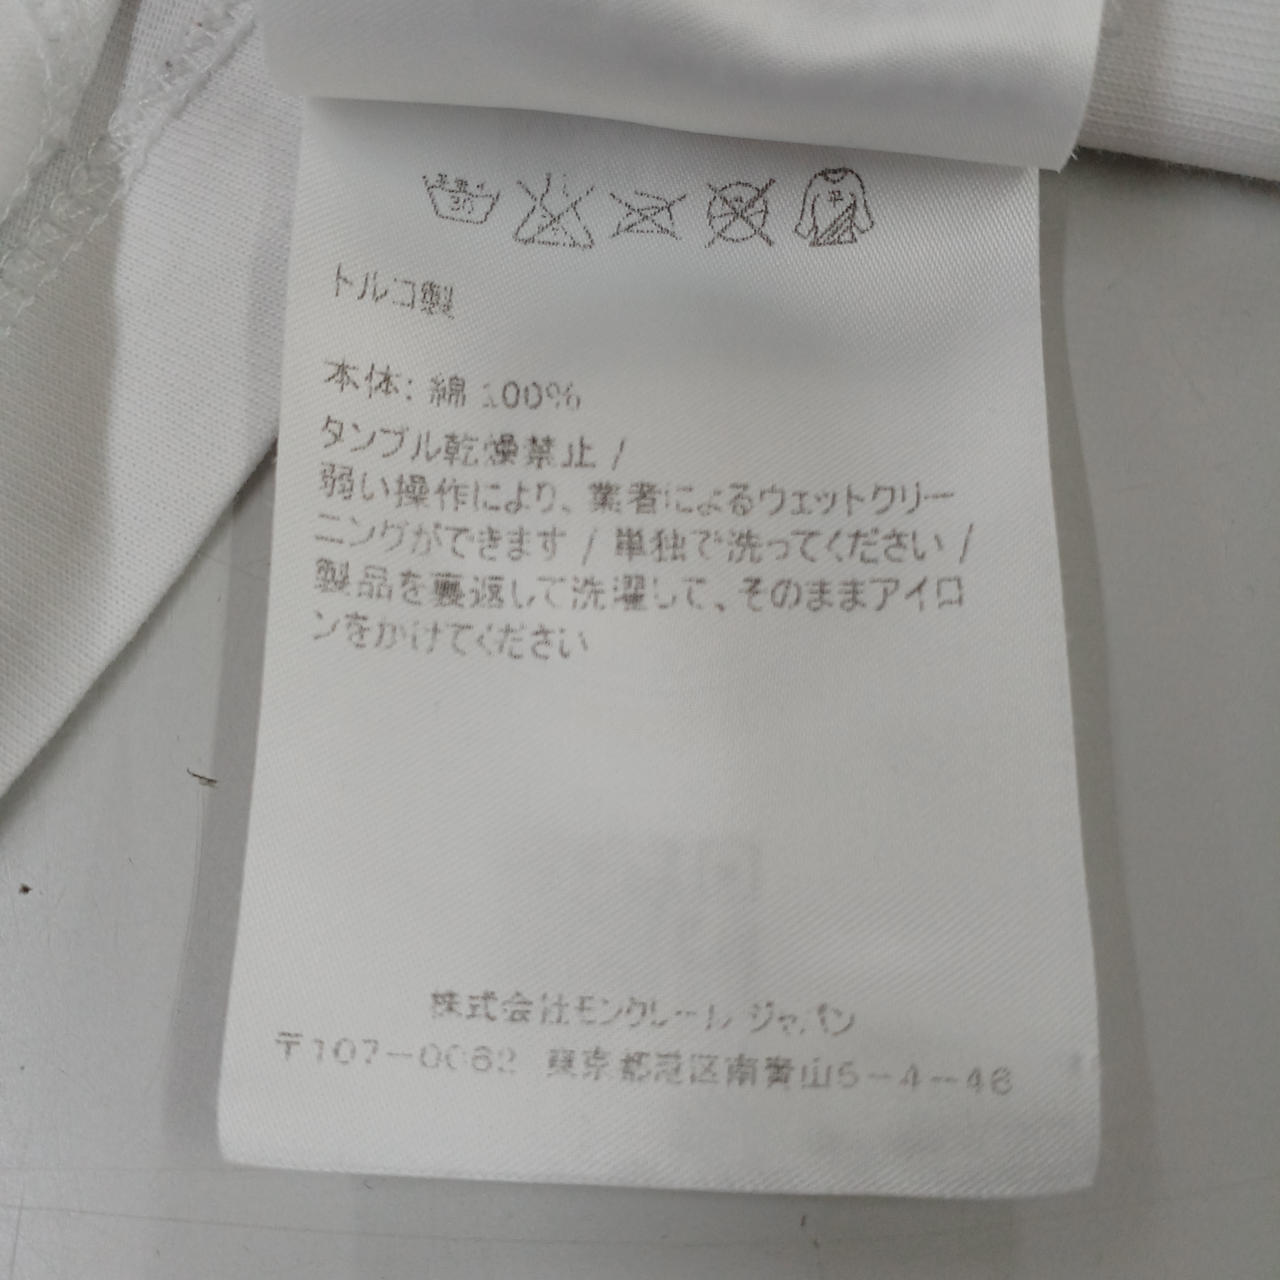 トルコ製
本体: 綿 100%
タンブル乾燥禁止 /
弱い操作により、業者によるウェットクリー
ニングができます / 単独で洗ってください /
製品を裏返して洗濯して、そのままアイロ
ンをかけてください
株式会社モンクレール ジャパン
〒107-0062 東京都港区南青山5-4-46